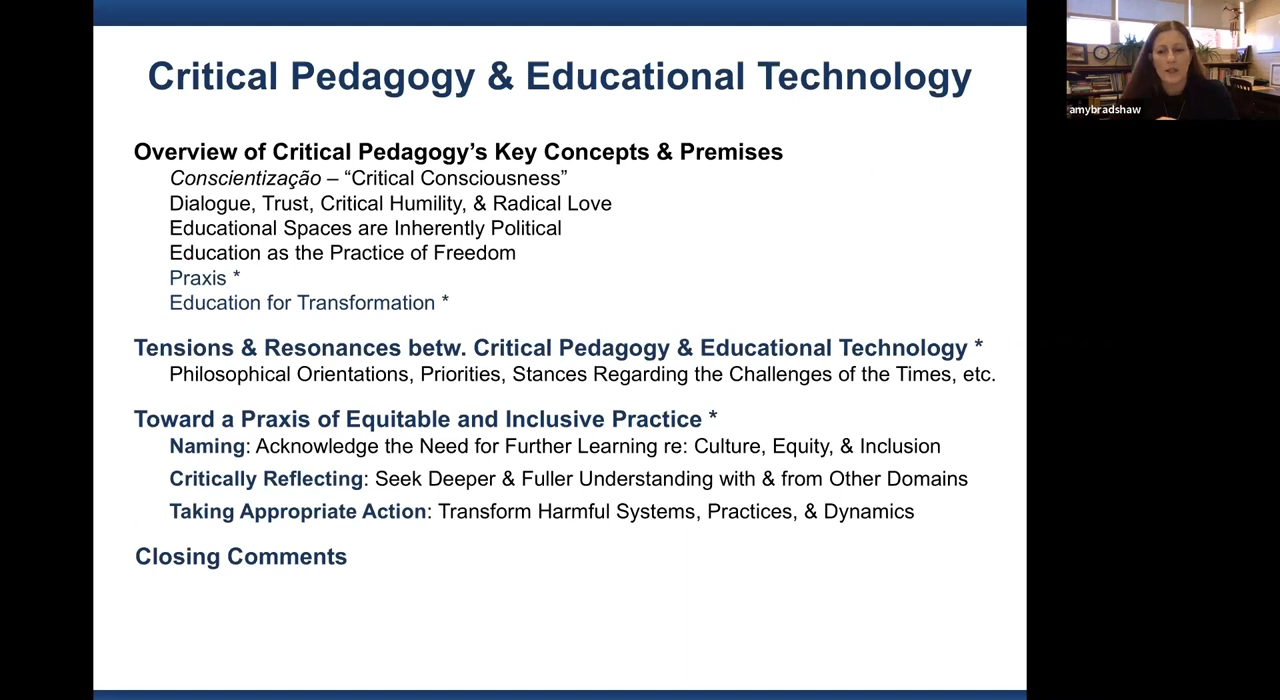 Critical Pedagogy & Educational Technology
amybradshaw
Overview of Critical Pedagogy’s Key Concepts & Premises
Conscientização – “Critical Consciousness”
Dialogue, Trust, Critical Humility, & Radical Love
Educational Spaces are Inherently Political
Education as the Practice of Freedom
Praxis *
Education for Transformation *
Tensions & Resonances betw. Critical Pedagogy & Educational Technology *
Philosophical Orientations, Priorities, Stances Regarding the Challenges of the Times, etc.
Toward a Praxis of Equitable and Inclusive Practice *
Naming: Acknowledge the Need for Further Learning re: Culture, Equity, & Inclusion
Critically Reflecting: Seek Deeper & Fuller Understanding with & from Other Domains
Taking Appropriate Action: Transform Harmful Systems, Practices, & Dynamics
Closing Comments